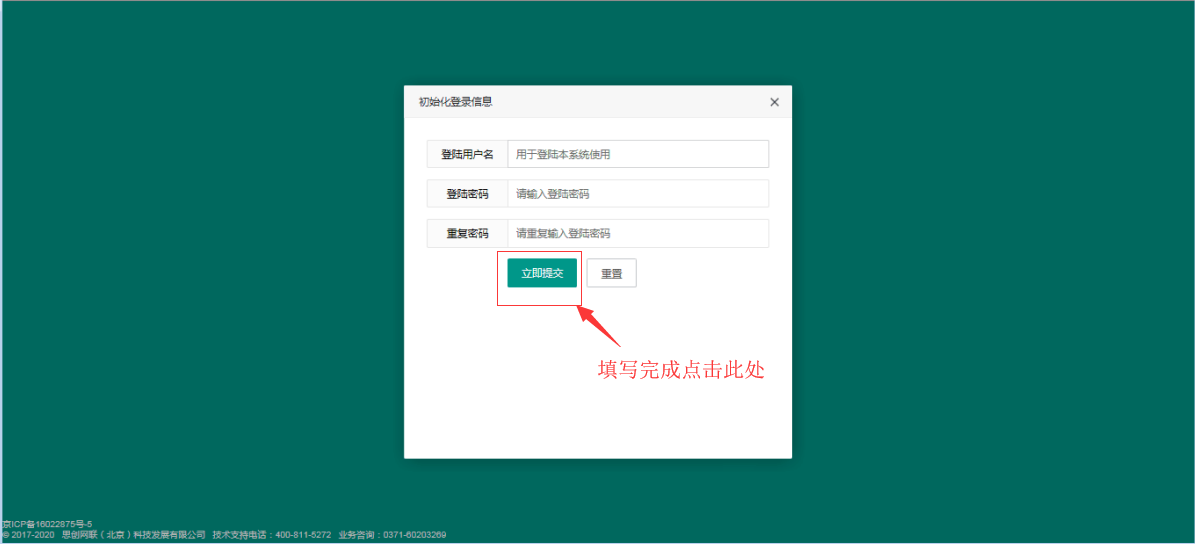 初始化登录信息 ×
登陆用户名 用于登陆本系统使用
登陆密码 请输入登陆密码
重复密码 请重复输入登陆密码
立即提交 重置
填写完成点击此处
京ICP备16022875号-5
© 2017-2020 思创网联（北京）科技发展有限公司 技术支持电话：400-811-5272 业务咨询：0371-60203269